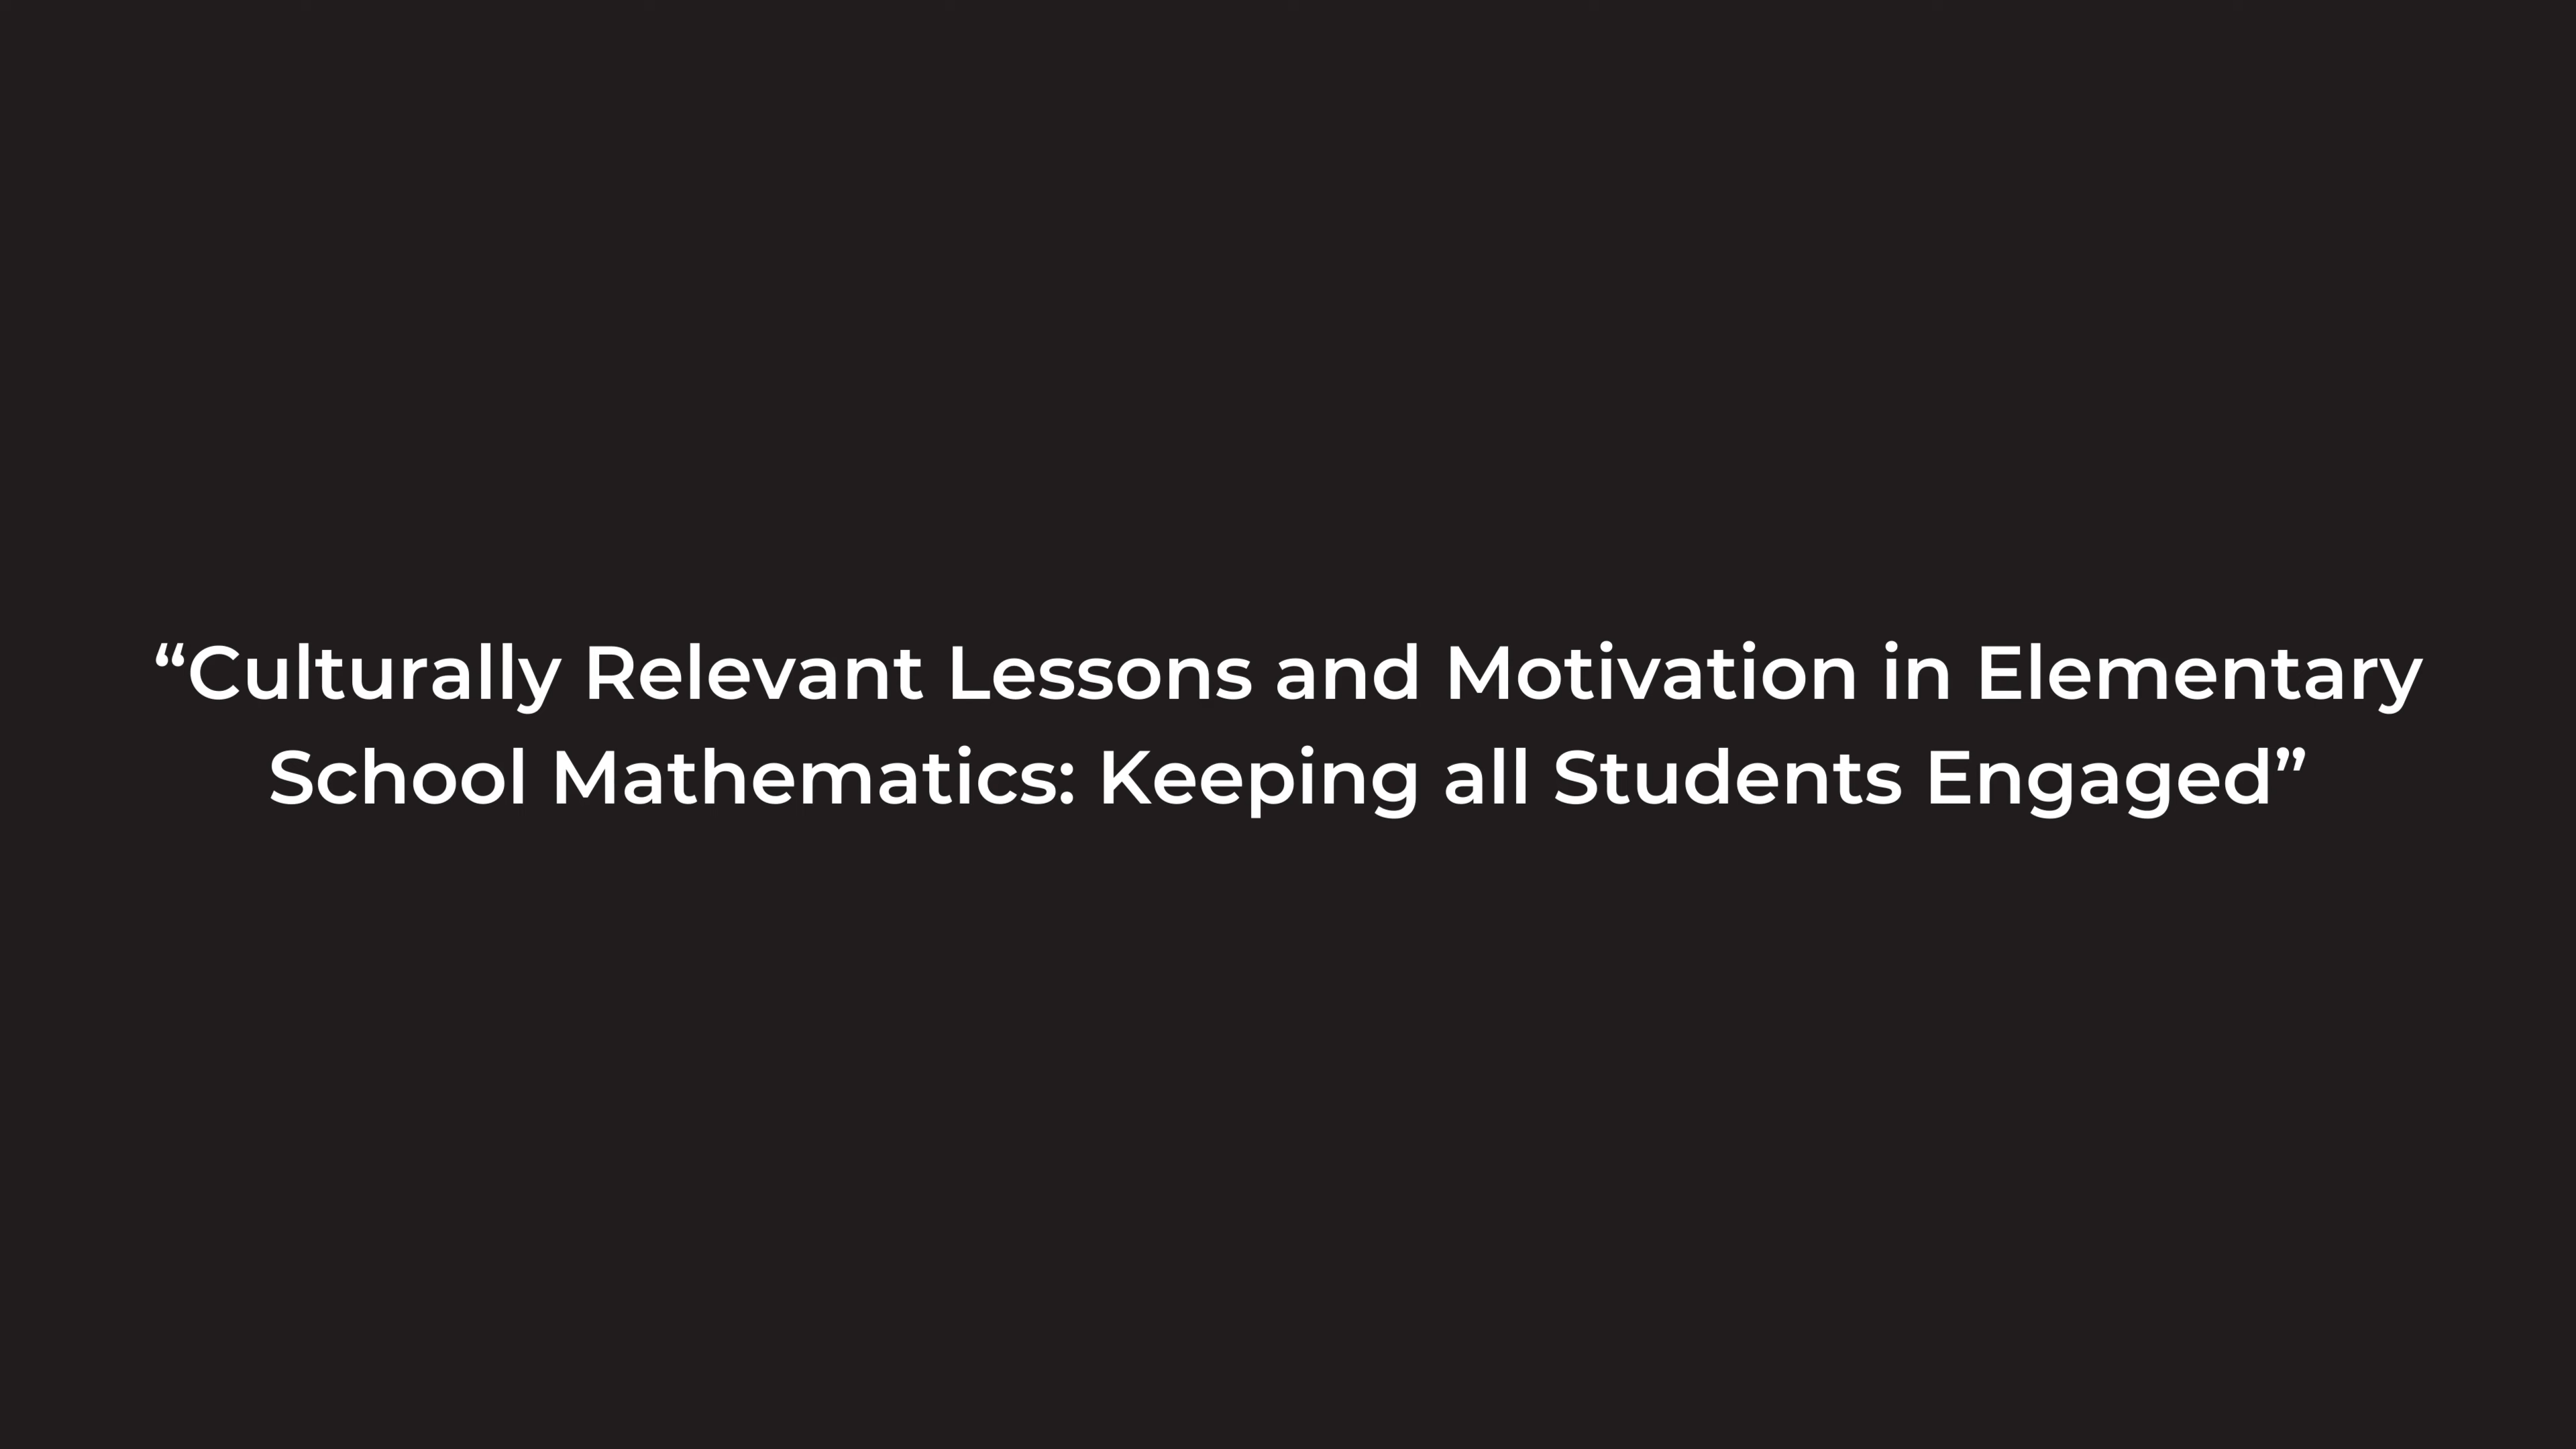 “Culturally Relevant Lessons and Motivation in Elementary
School Mathematics: Keeping all Students Engaged”